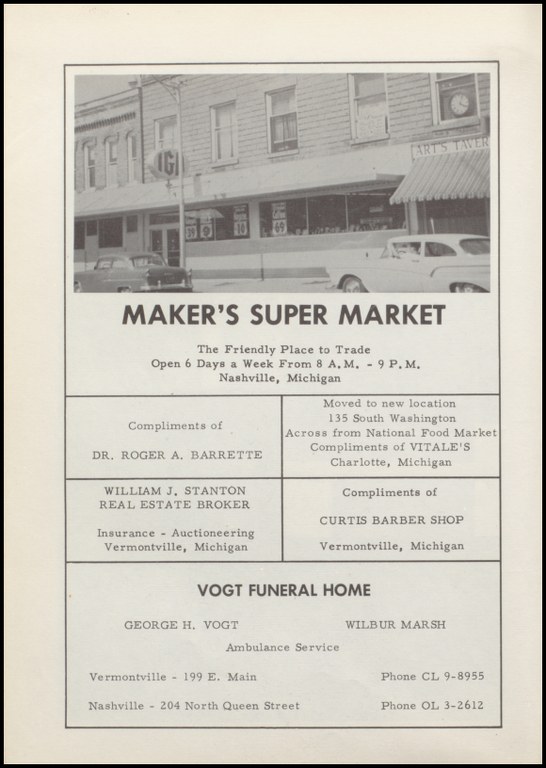 IGA
ART'S TAVER
39
39
69
MAKER'S SUPER MARKET
The Friendly Place to Trade
Open 6 Days a Week From 8 A.M. - 9 P.M.
Nashville, Michigan
Compliments of
DR. ROGER A. BARRETTE
Moved to new location
135 South Washington
Across from National Food Market
Compliments of VITALE'S
Charlotte, Michigan
WILLIAM J. STANTON
REAL ESTATE BROKER
Insurance - Auctioneering
Vermontville, Michigan
Compliments of
CURTIS BARBER SHOP
Vermontville, Michigan
VOGT FUNERAL HOME
GEORGE H. VOGT WILBUR MARSH
Ambulance Service
Vermontville - 199 E. Main Phone CL 9-8955
Nashville - 204 North Queen Street Phone OL 3-2612